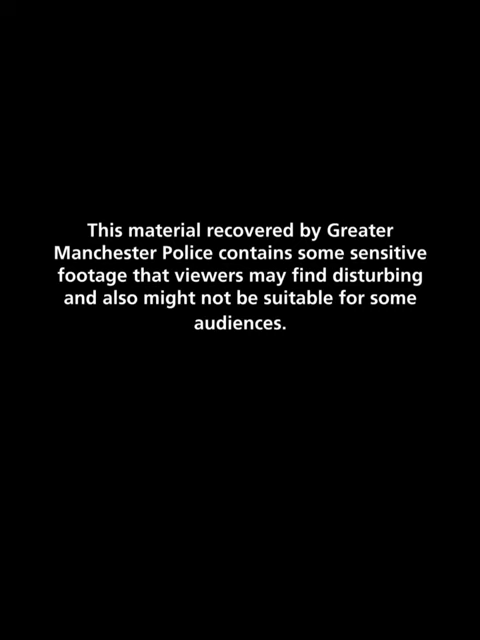 This material recovered by Greater
Manchester Police contains some sensitive
footage that viewers may find disturbing
and also might not be suitable for some
audiences.